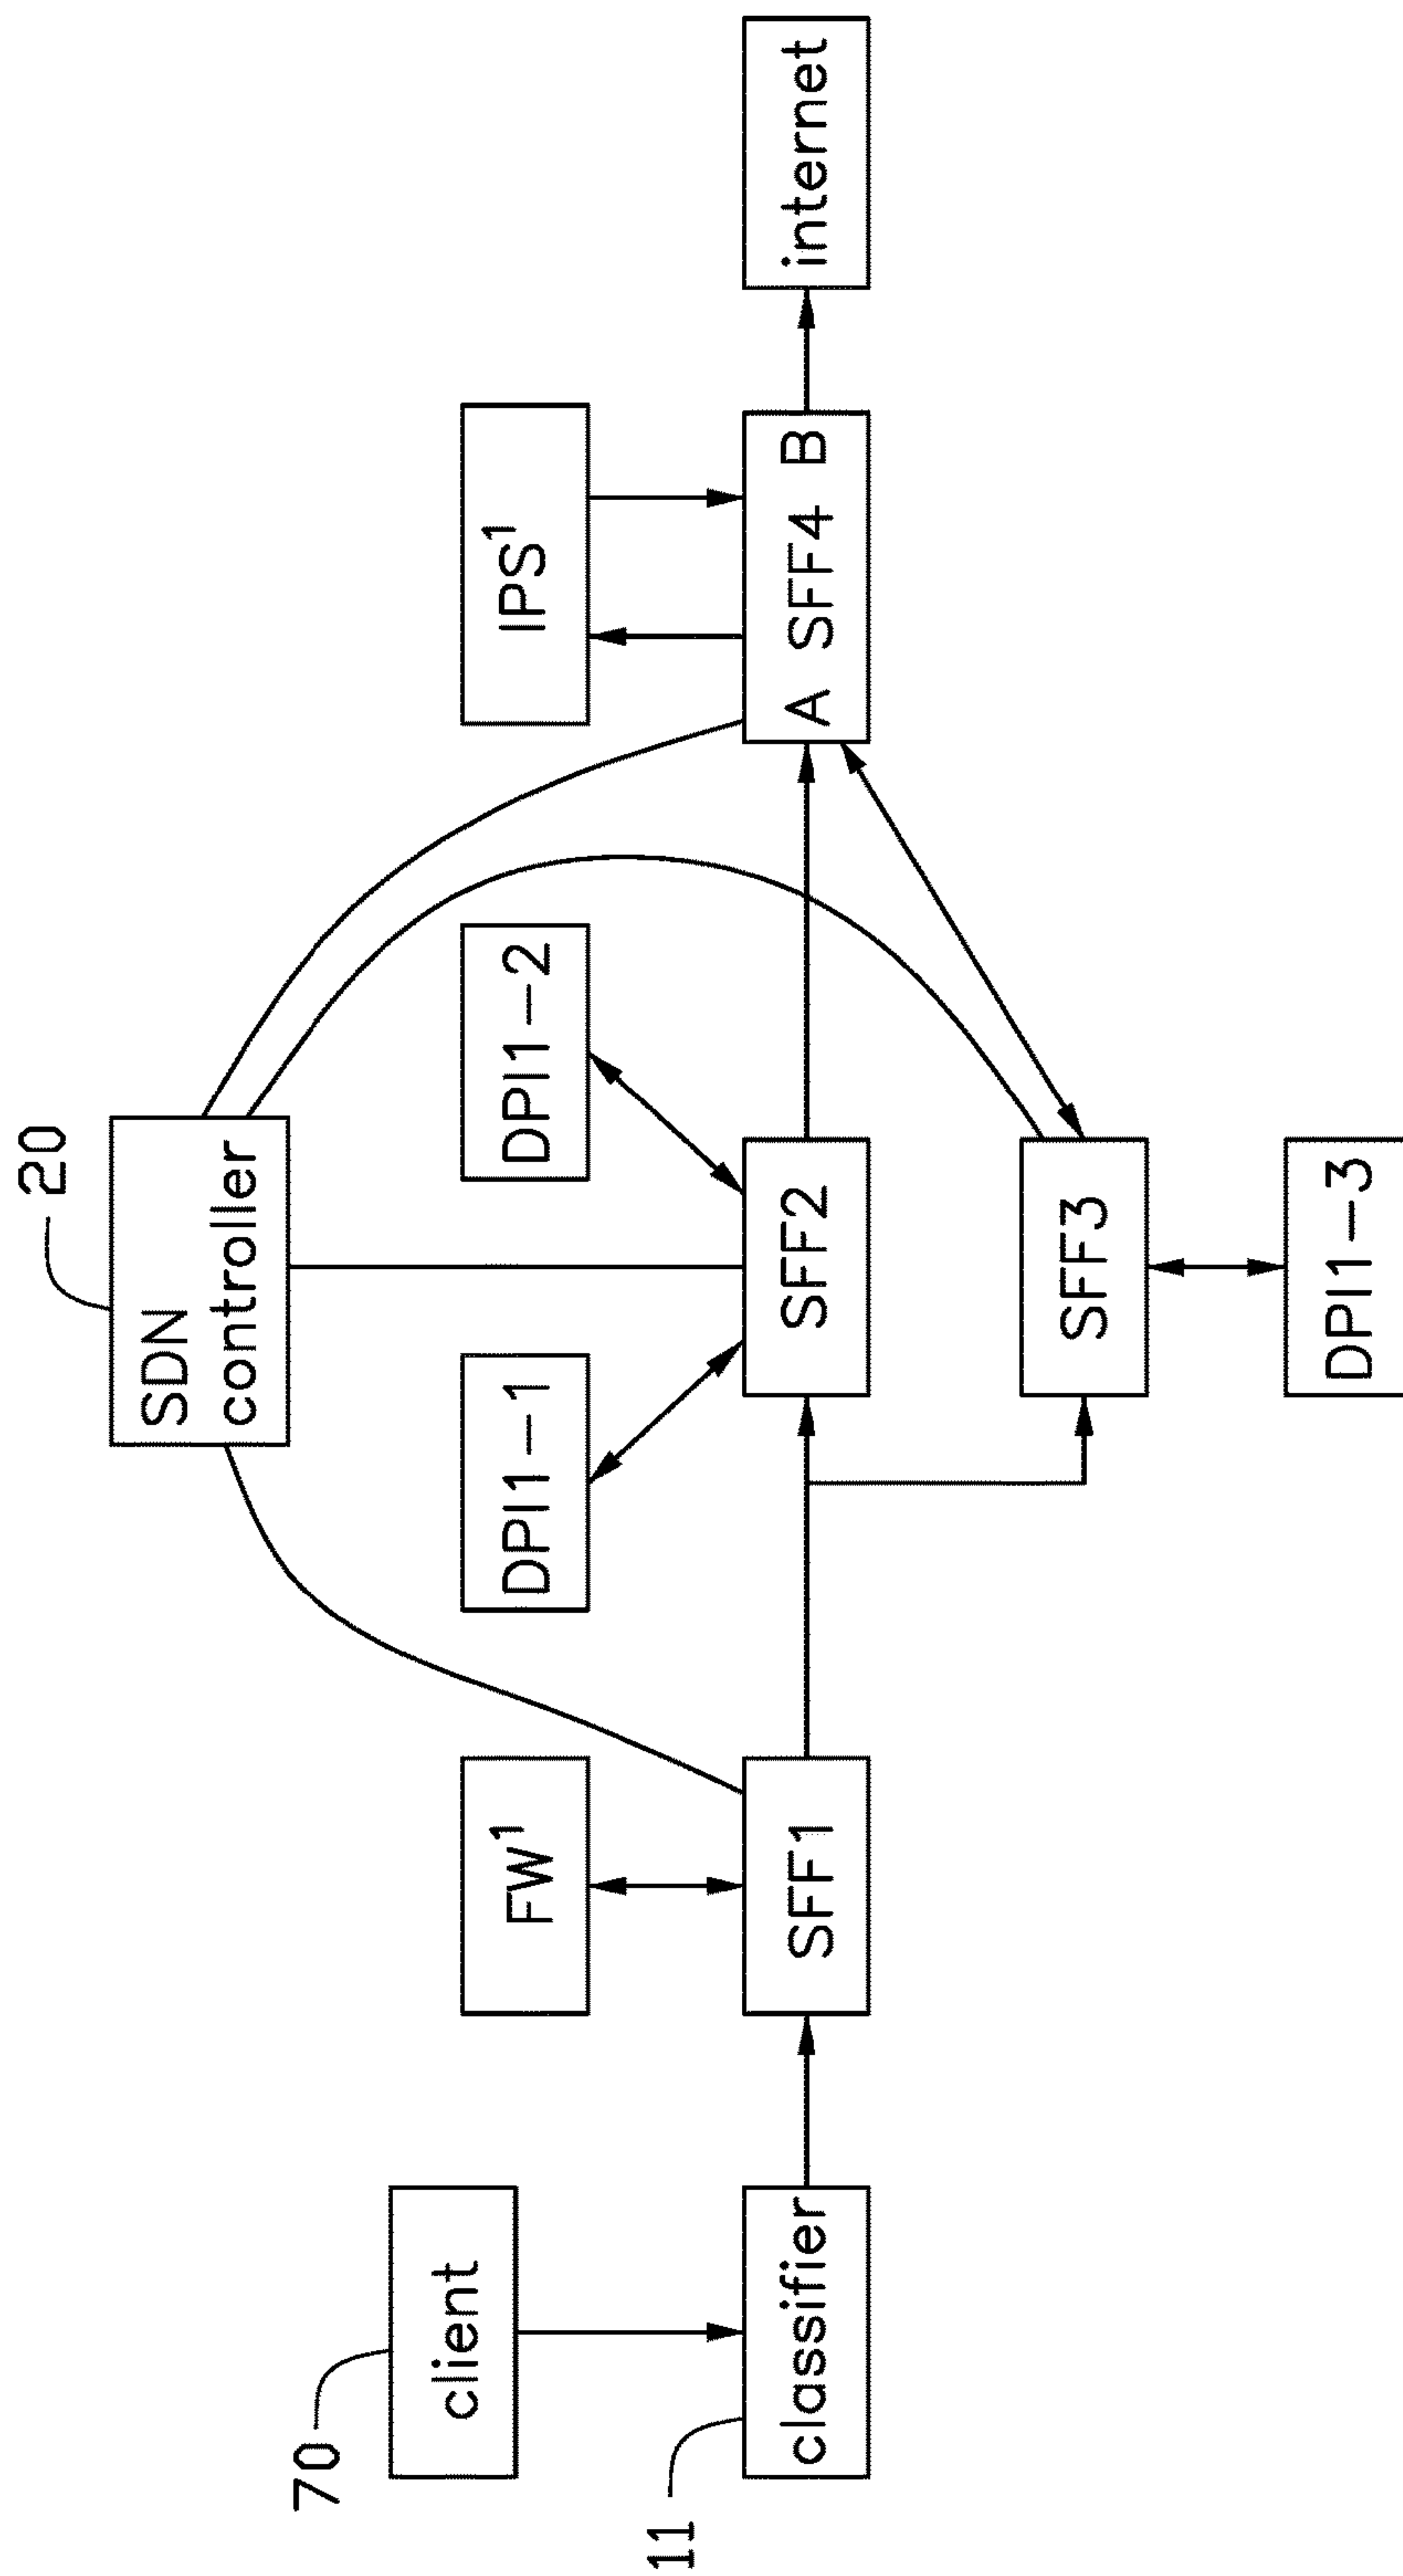 20
SDN
controller
70
client
FW1
DPI1-1
DPI1-2
IPS1
11
classifier
SFF1
SFF2
A SFF4 B
internet
SFF3
DPI1-3